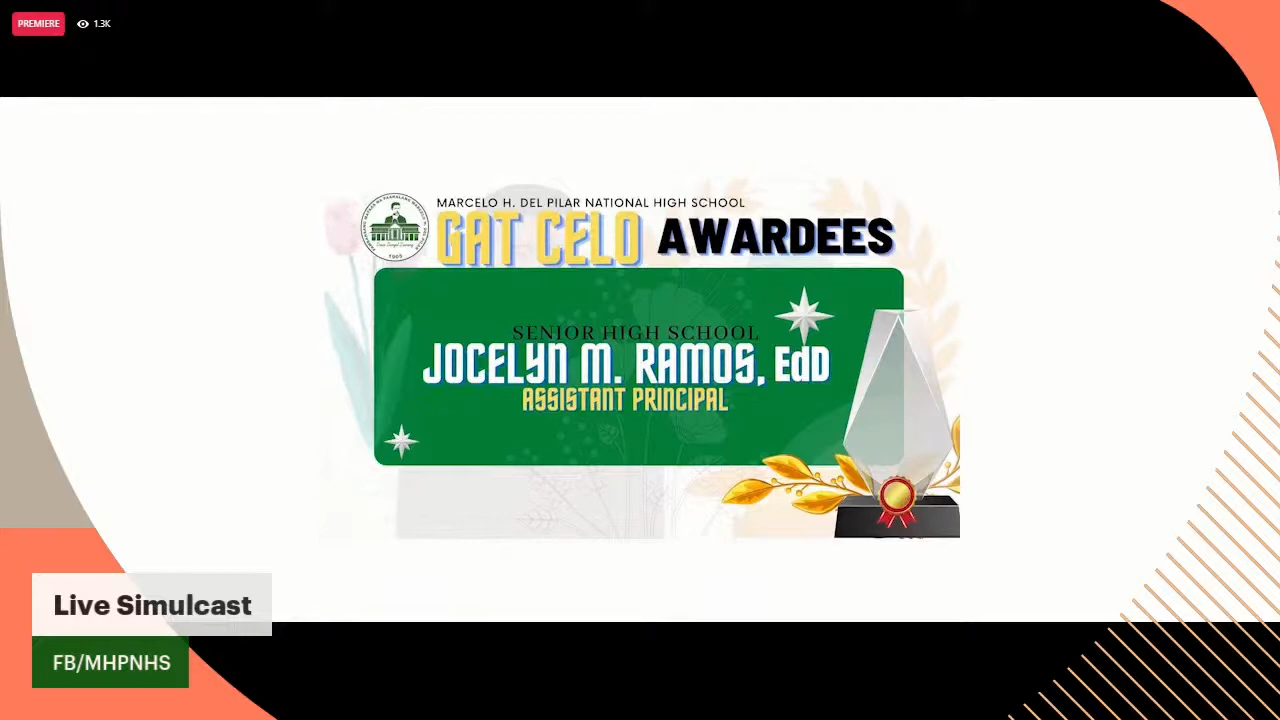 PREMIERE 1.3K
MARCELO H. DEL PILAR NATIONAL HIGH SCHOOL
GAT CELO AWARDEES
1905
SENIOR HIGH SCHOOL
JOCELYN M. RAMOS, EdD
ASSISTANT PRINCIPAL
Live Simulcast
FB/MHPNHS